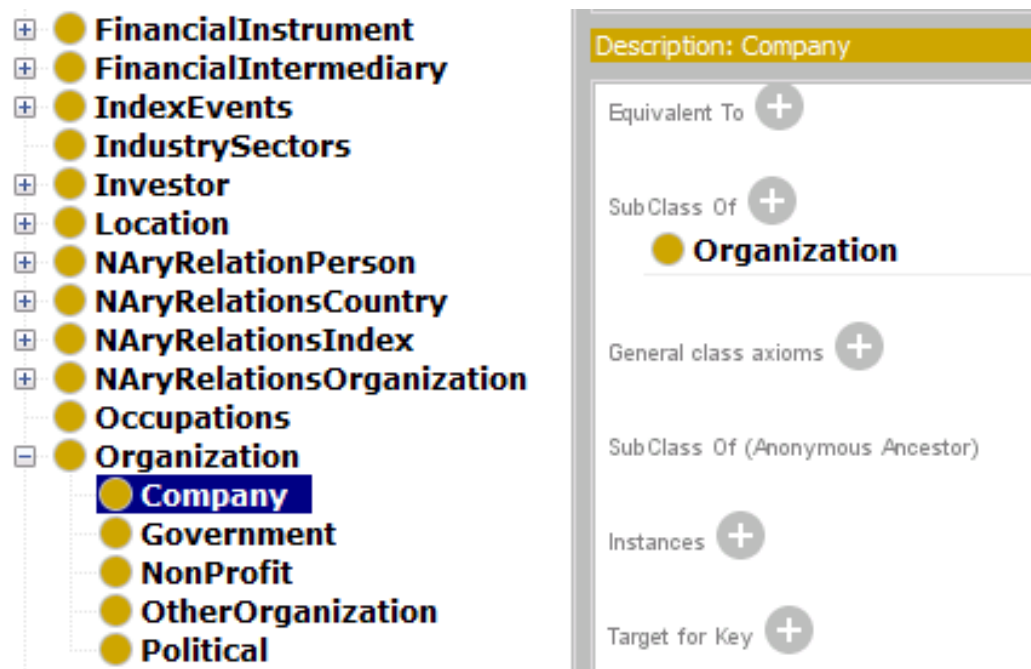 FinancialInstrument
FinancialIntermediary
IndexEvents
IndustrySectors
Investor
Location
NAryRelationPerson
NAryRelationsCountry
NAryRelationsIndex
NAryRelationsOrganization
Occupations
Organization
Company
Government
NonProfit
OtherOrganization
Political
Description: Company
Equivalent To
SubClass Of
Organization
General class axioms
SubClass Of (Anonymous Ancestor)
Instances
Target for Key